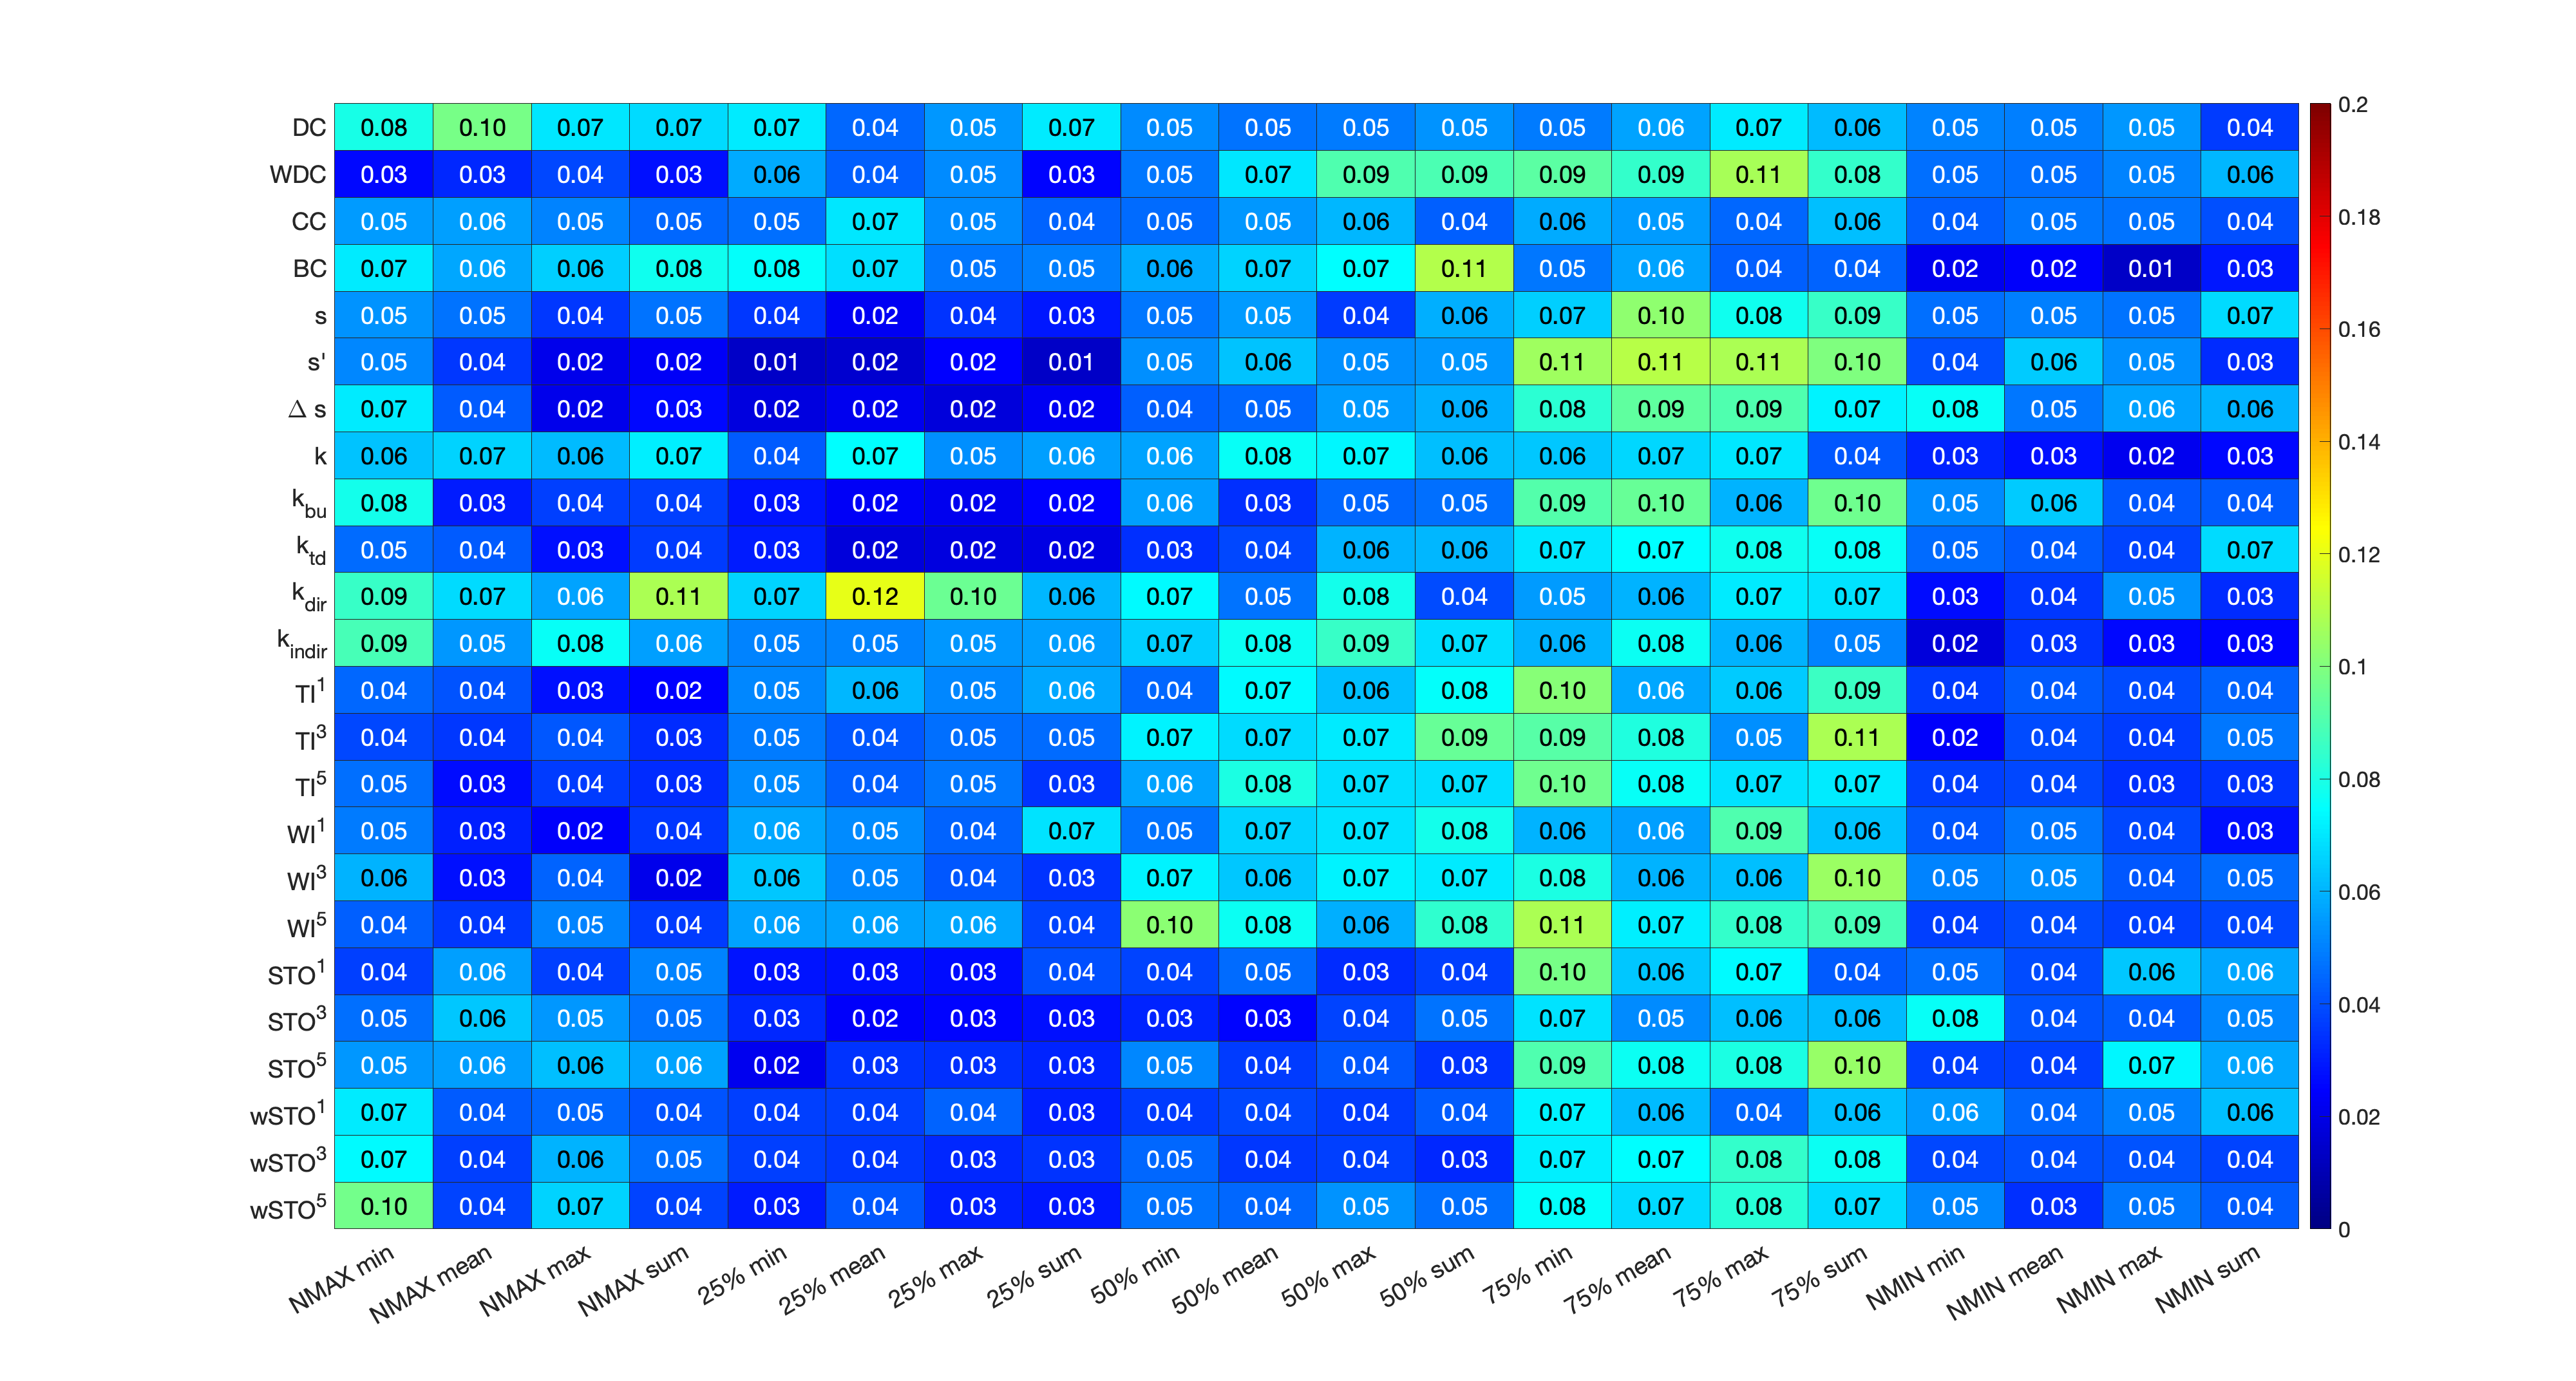 DC 0.08 0.10 0.07 0.07 0.07 0.04 0.05 0.07 0.05 0.05 0.05 0.05 0.05 0.06 0.07 0.06 0.05 0.05 0.05 0.04
WDC 0.03 0.03 0.04 0.03 0.06 0.04 0.05 0.03 0.05 0.07 0.09 0.09 0.09 0.09 0.11 0.08 0.05 0.05 0.05 0.06
CC 0.05 0.06 0.05 0.05 0.05 0.07 0.05 0.04 0.05 0.05 0.06 0.04 0.06 0.05 0.04 0.06 0.04 0.05 0.05 0.04
BC 0.07 0.06 0.06 0.08 0.08 0.07 0.05 0.05 0.06 0.07 0.07 0.11 0.05 0.06 0.04 0.04 0.02 0.02 0.01 0.03
s 0.05 0.05 0.04 0.05 0.04 0.02 0.04 0.03 0.05 0.05 0.04 0.06 0.07 0.10 0.08 0.09 0.05 0.05 0.05 0.07
s' 0.05 0.04 0.02 0.02 0.01 0.02 0.02 0.01 0.05 0.06 0.05 0.05 0.11 0.11 0.11 0.10 0.04 0.06 0.05 0.03
Δ s 0.07 0.04 0.02 0.03 0.02 0.02 0.02 0.02 0.04 0.05 0.05 0.06 0.08 0.09 0.09 0.07 0.08 0.05 0.06 0.06
k 0.06 0.07 0.06 0.07 0.04 0.07 0.05 0.06 0.06 0.08 0.07 0.06 0.06 0.07 0.07 0.04 0.03 0.03 0.02 0.03
k_bu 0.08 0.03 0.04 0.04 0.03 0.02 0.02 0.02 0.06 0.03 0.05 0.05 0.09 0.10 0.06 0.10 0.05 0.06 0.04 0.04
k_td 0.05 0.04 0.03 0.04 0.03 0.02 0.02 0.02 0.03 0.04 0.06 0.06 0.07 0.07 0.08 0.08 0.05 0.04 0.04 0.07
k_dir 0.09 0.07 0.06 0.11 0.07 0.12 0.10 0.06 0.07 0.05 0.08 0.04 0.05 0.06 0.07 0.07 0.03 0.04 0.05 0.03
k_indir 0.09 0.05 0.08 0.06 0.05 0.05 0.05 0.06 0.07 0.08 0.09 0.07 0.06 0.08 0.06 0.05 0.02 0.03 0.03 0.03
TI^1 0.04 0.04 0.03 0.02 0.05 0.06 0.05 0.06 0.04 0.07 0.06 0.08 0.10 0.06 0.06 0.09 0.04 0.04 0.04 0.04
TI^3 0.04 0.04 0.04 0.03 0.05 0.04 0.05 0.05 0.07 0.07 0.07 0.09 0.09 0.08 0.05 0.11 0.02 0.04 0.04 0.05
TI^5 0.05 0.03 0.04 0.03 0.05 0.04 0.05 0.03 0.06 0.08 0.07 0.07 0.10 0.08 0.07 0.07 0.04 0.04 0.03 0.03
WI^1 0.05 0.03 0.02 0.04 0.06 0.05 0.04 0.07 0.05 0.07 0.07 0.08 0.06 0.06 0.09 0.06 0.04 0.05 0.04 0.03
WI^3 0.06 0.03 0.04 0.02 0.06 0.05 0.04 0.03 0.07 0.06 0.07 0.07 0.08 0.06 0.06 0.10 0.05 0.05 0.04 0.05
WI^5 0.04 0.04 0.05 0.04 0.06 0.06 0.06 0.04 0.10 0.08 0.06 0.08 0.11 0.07 0.08 0.09 0.04 0.04 0.04 0.04
STO^1 0.04 0.06 0.04 0.05 0.03 0.03 0.03 0.04 0.04 0.05 0.03 0.04 0.10 0.06 0.07 0.04 0.05 0.04 0.06 0.06
STO^3 0.05 0.06 0.05 0.05 0.03 0.02 0.03 0.03 0.03 0.03 0.04 0.05 0.07 0.05 0.06 0.06 0.08 0.04 0.04 0.05
STO^5 0.05 0.06 0.06 0.06 0.02 0.03 0.03 0.03 0.05 0.04 0.04 0.03 0.09 0.08 0.08 0.10 0.04 0.04 0.07 0.06
wSTO^1 0.07 0.04 0.05 0.04 0.04 0.04 0.04 0.03 0.04 0.04 0.04 0.04 0.07 0.06 0.04 0.06 0.06 0.04 0.05 0.06
wSTO^3 0.07 0.04 0.06 0.05 0.04 0.04 0.03 0.03 0.05 0.04 0.04 0.03 0.07 0.07 0.08 0.08 0.04 0.04 0.04 0.04
wSTO^5 0.10 0.04 0.07 0.04 0.03 0.04 0.03 0.03 0.05 0.04 0.05 0.05 0.08 0.07 0.08 0.07 0.05 0.03 0.05 0.04
NMAX min NMAX mean NMAX max NMAX sum 25% min 25% mean 25% max 25% sum 50% min 50% mean 50% max 50% sum 75% min 75% mean 75% max 75% sum NMIN min NMIN mean NMIN max NMIN sum
0.2
0.18
0.16
0.14
0.12
0.1
0.08
0.06
0.04
0.02
0